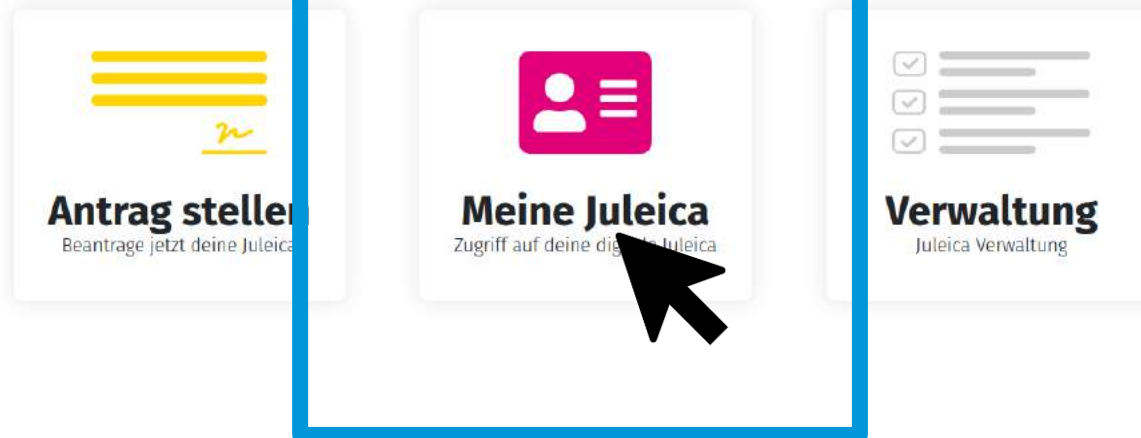 Antrag stellen
Beantrage jetzt deine Juleica
Meine Juleica
Zugriff auf deine Juleica
Verwaltung
Juleica Verwaltung